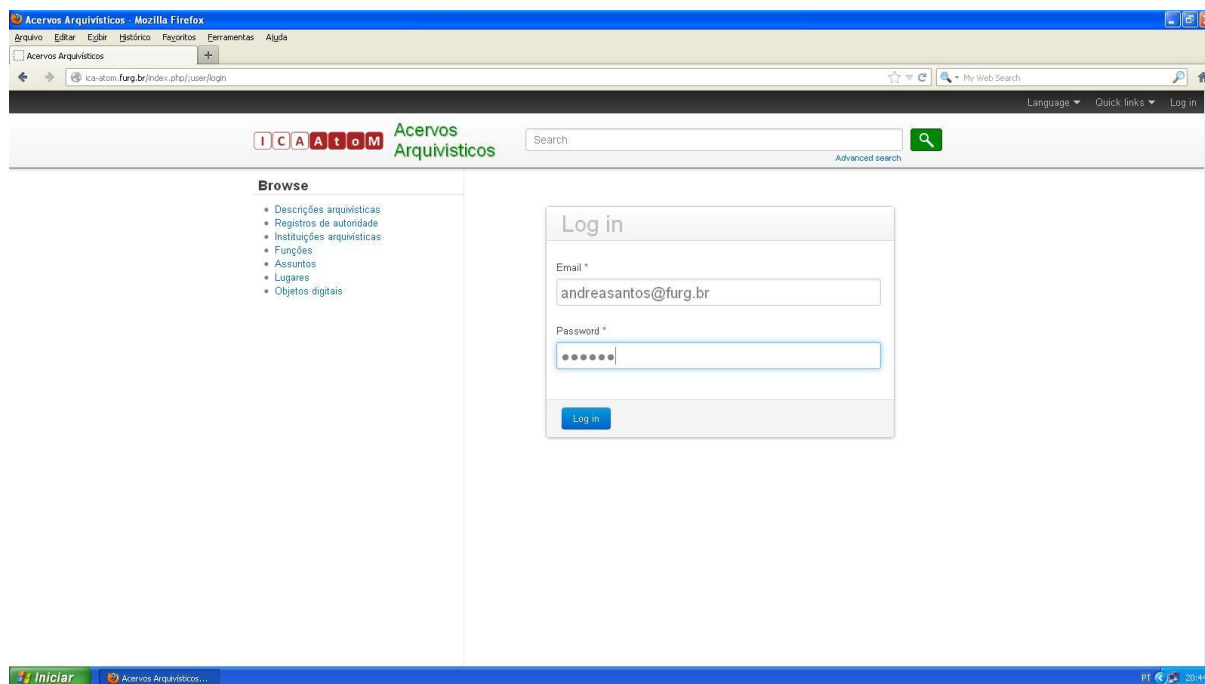 Acervos Arquivísticos - Mozilla Firefox
Arquivo Editar Exibir Histórico Favoritos Ferramentas Ajuda
Acervos Arquivísticos +
ica-atom.furg.br/index.php/;user/login My Web Search
Language Quick links Log in
ICAAtoM
Acervos
Arquivisticos
Search
Advanced search
Browse
Descrições arquivísticas
Registros de autoridade
Instituições arquivísticas
Funções
Assuntos
Lugares
Objetos digitais
Log in
Email *
andreasantos@furg.br
Password *
••••••
Log in
Iniciar Acervos Arquivísticos... PT 20:44